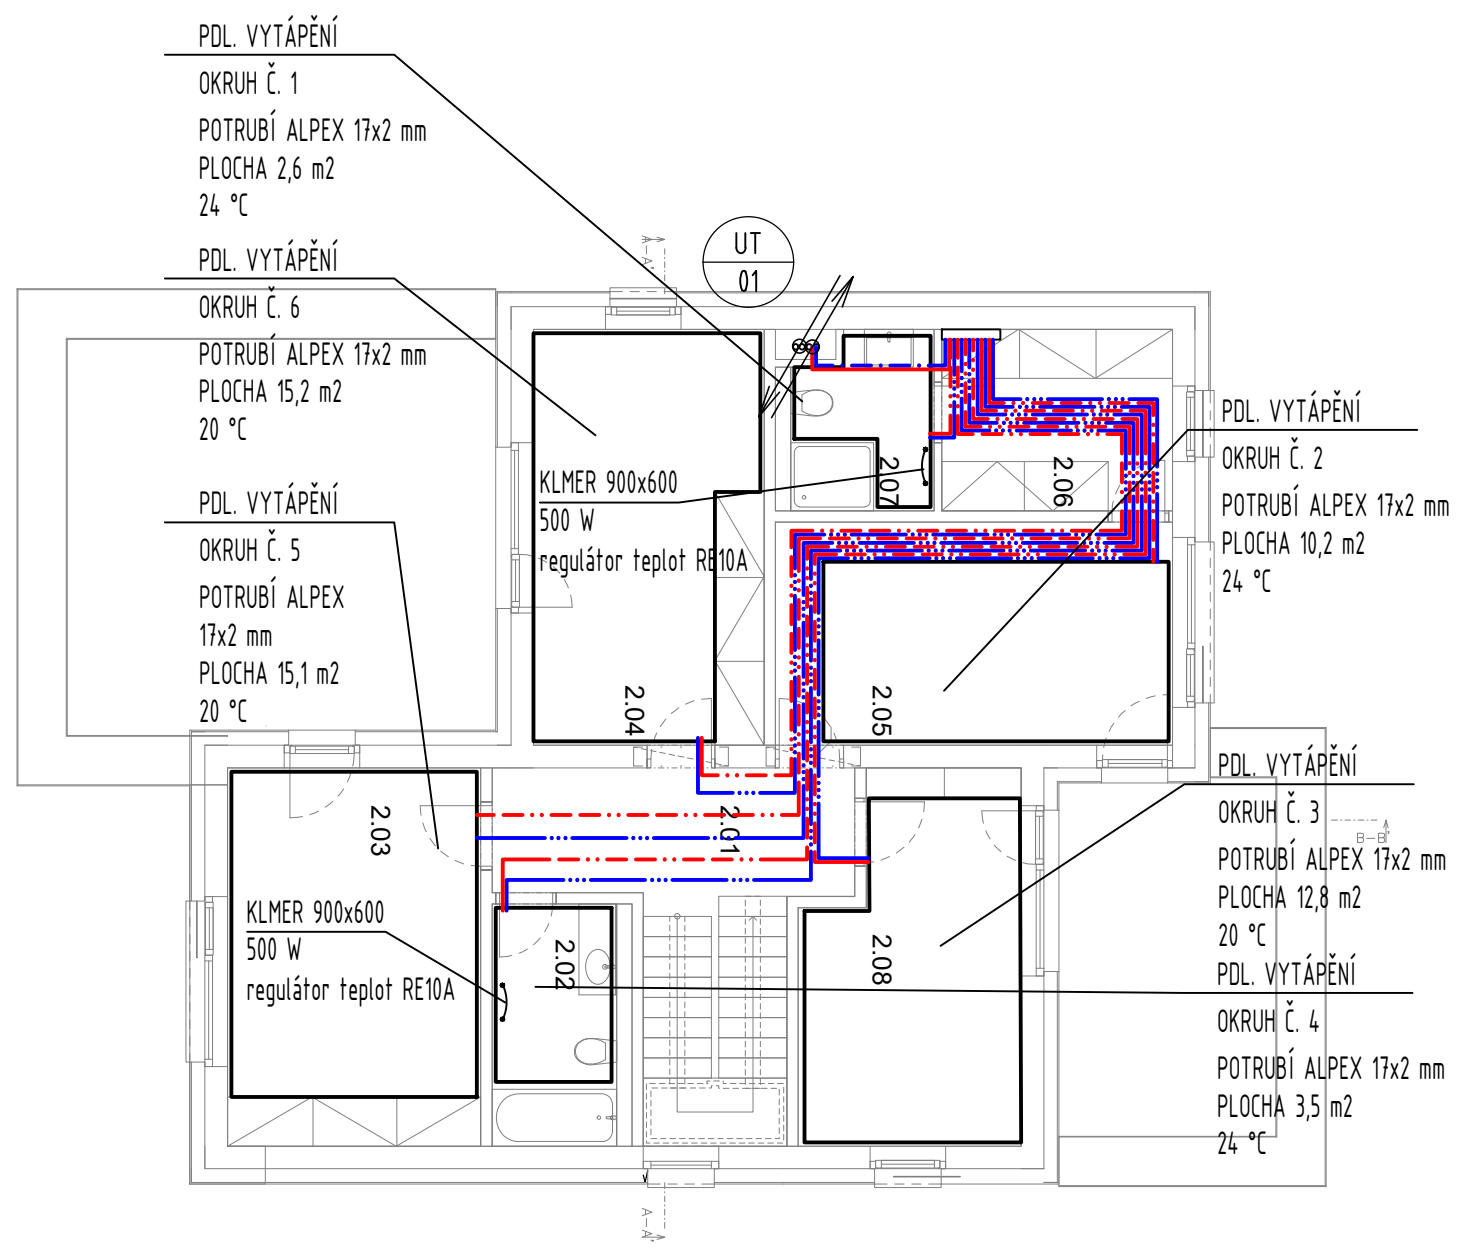 PDL. VYTÁPĚNÍ
OKRUH Č. 1
POTRUBÍ ALPEX 17x2 mm
PLOCHA 2,6 m2
24 °C
PDL. VYTÁPĚNÍ
OKRUH Č. 6
POTRUBÍ ALPEX 17x2 mm
PLOCHA 15,2 m2
20 °C
PDL. VYTÁPĚNÍ
OKRUH Č. 5
POTRUBÍ ALPEX
17x2 mm
PLOCHA 15,1 m2
20 °C
A-A'
UT
01
KLMER 900x600
500 W
regulátor teplot RE10A
2.07
2.06
2.04
2.05
2.03
2.01
2.02
2.08
KLMER 900x600
500 W
regulátor teplot RE10A
PDL. VYTÁPĚNÍ
OKRUH Č. 2
POTRUBÍ ALPEX 17x2 mm
PLOCHA 10,2 m2
24 °C
PDL. VYTÁPĚNÍ
OKRUH Č. 3
POTRUBÍ ALPEX 17x2 mm
PLOCHA 12,8 m2
20 °C
B-B'
PDL. VYTÁPĚNÍ
OKRUH Č. 4
POTRUBÍ ALPEX 17x2 mm
PLOCHA 3,5 m2
24 °C
A-A'